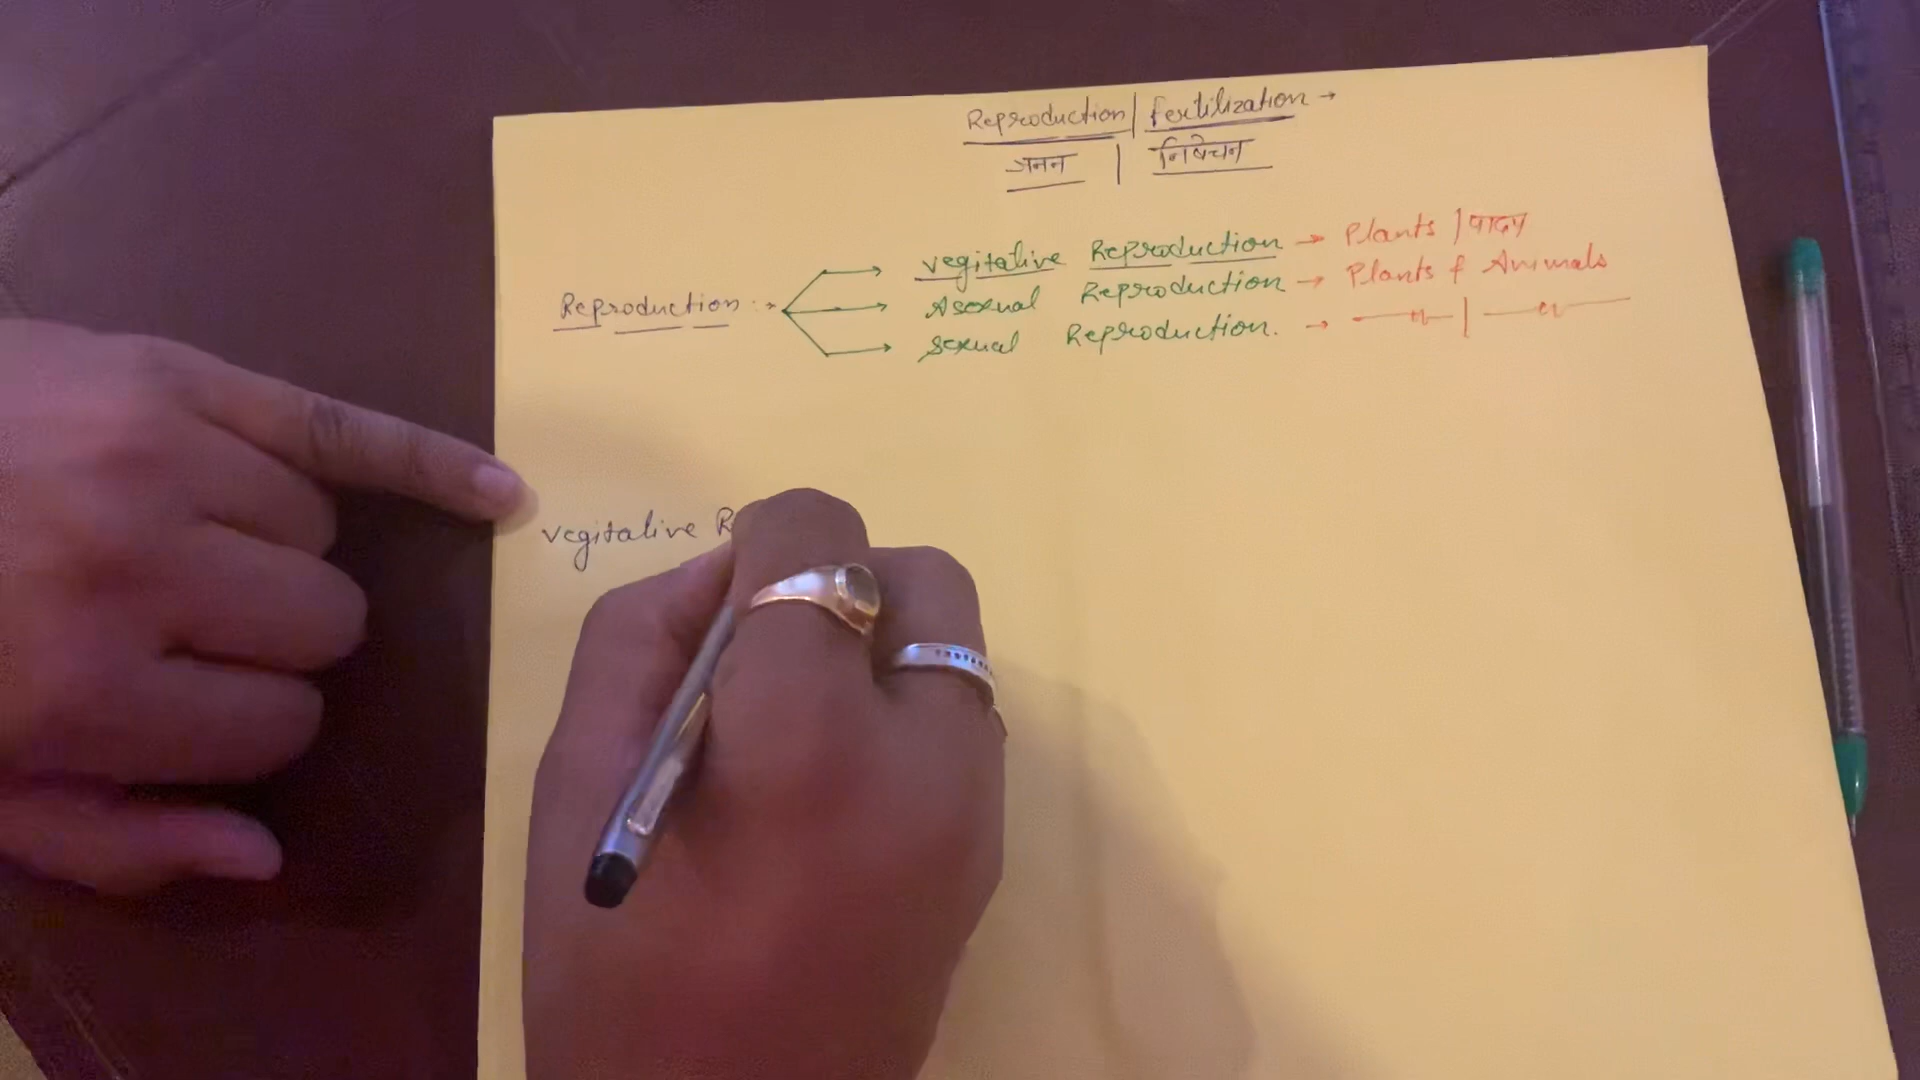 Reproduction | Fertilization →
जनन | निषेचन
Reproduction :→
vegitative Reproduction → Plants | पादप
Asexual Reproduction → Plants & Animals
Sexual Reproduction. → —〃— | —〃—
vegitative R